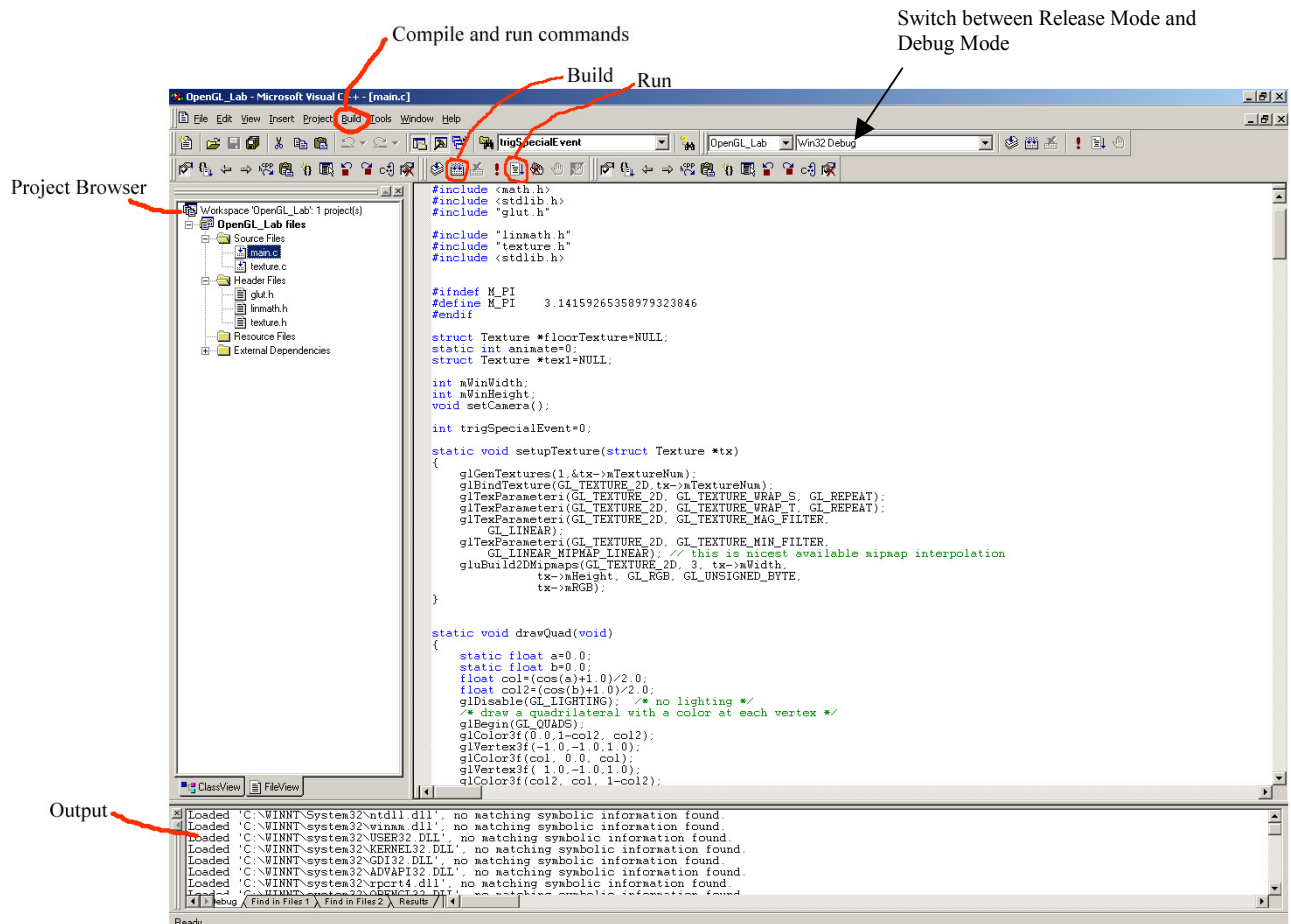 Switch between Release Mode and
Debug Mode
Compile and run commands
Build
Run
OpenGL_Lab - Microsoft Visual C++ - [main.c]
File Edit View Insert Project Build Tools Window Help
trigSpecialEvent
OpenGL_Lab
Win32 Debug
Project Browser
Workspace 'OpenGL_Lab': 1 project(s)
OpenGL_Lab files
Source Files
main.c
texture.c
Header Files
glut.h
linmath.h
texture.h
Resource Files
External Dependencies
ClassView
FileView
#include <math.h>
#include <stdlib.h>
#include "glut.h"
#include "linmath.h"
#include "texture.h"
#include <stdlib.h>
#ifndef M_PI
#define M_PI 3.14159265358979323846
#endif
struct Texture *floorTexture=NULL;
static int animate=0;
struct Texture *tex1=NULL;
int mWinWidth;
int mWinHeight;
void setCamera();
int trigSpecialEvent=0;
static void setupTexture(struct Texture *tx)
{
glGenTextures(1,&tx->mTextureNum);
glBindTexture(GL_TEXTURE_2D,tx->mTextureNum);
glTexParameteri(GL_TEXTURE_2D, GL_TEXTURE_WRAP_S, GL_REPEAT);
glTexParameteri(GL_TEXTURE_2D, GL_TEXTURE_WRAP_T, GL_REPEAT);
glTexParameteri(GL_TEXTURE_2D, GL_TEXTURE_MAG_FILTER,
GL_LINEAR);
glTexParameteri(GL_TEXTURE_2D, GL_TEXTURE_MIN_FILTER,
GL_LINEAR_MIPMAP_LINEAR); // this is nicest available mipmap interpolation
gluBuild2DMipmaps(GL_TEXTURE_2D, 3, tx->mWidth,
tx->mHeight, GL_RGB, GL_UNSIGNED_BYTE,
tx->mRGB);
}
static void drawQuad(void)
{
static float a=0.0;
static float b=0.0;
float col=(cos(a)+1.0)/2.0;
float col2=(cos(b)+1.0)/2.0;
glDisable(GL_LIGHTING); /* no lighting */
/* draw a quadrilateral with a color at each vertex */
glBegin(GL_QUADS);
glColor3f(0.0,1-col2, col2);
glVertex3f(-1.0,-1.0,1.0);
glColor3f(col, 0.0, col);
glVertex3f( 1.0,-1.0,1.0);
glColor3f(col2, col, 1-col2);
Output
Loaded 'C:\WINNT\System32\ntdll.dll', no matching symbolic information found.
Loaded 'C:\WINNT\system32\winmm.dll', no matching symbolic information found.
Loaded 'C:\WINNT\system32\USER32.DLL', no matching symbolic information found.
Loaded 'C:\WINNT\system32\KERNEL32.DLL', no matching symbolic information found.
Loaded 'C:\WINNT\system32\GDI32.DLL', no matching symbolic information found.
Loaded 'C:\WINNT\system32\ADVAPI32.DLL', no matching symbolic information found.
Loaded 'C:\WINNT\system32\rpcrt4.dll', no matching symbolic information found.
Loaded 'C:\WINNT\system32\OPENGL32.DLL', no matching symbolic information found.
Debug Find in Files 1 Find in Files 2 Results
Ready